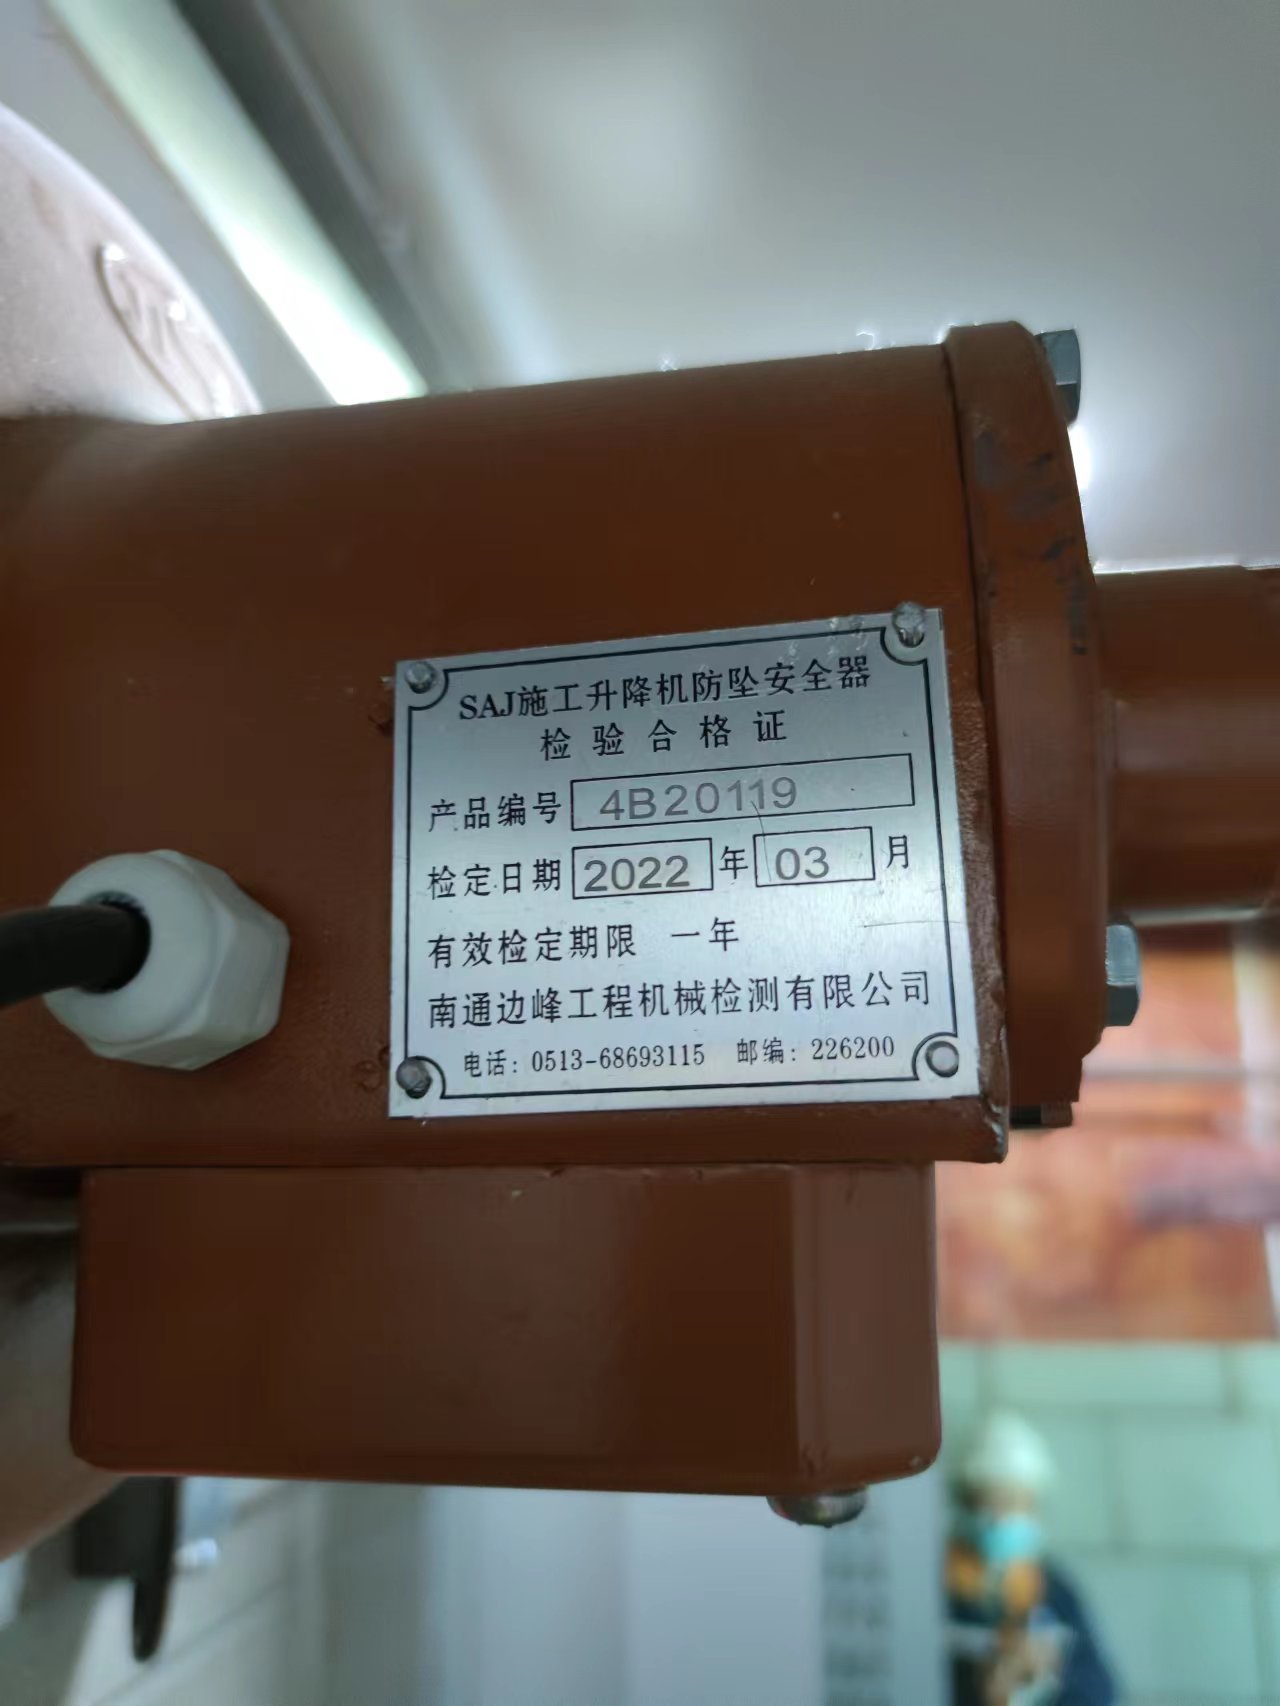 SAJ施工升降机防坠安全器
检验合格证
产品编号 4B20119
检定日期 2022 年 03 月
有效检定期限 一年
南通边峰工程机械检测有限公司
电话: 0513-68693115 邮编: 226200